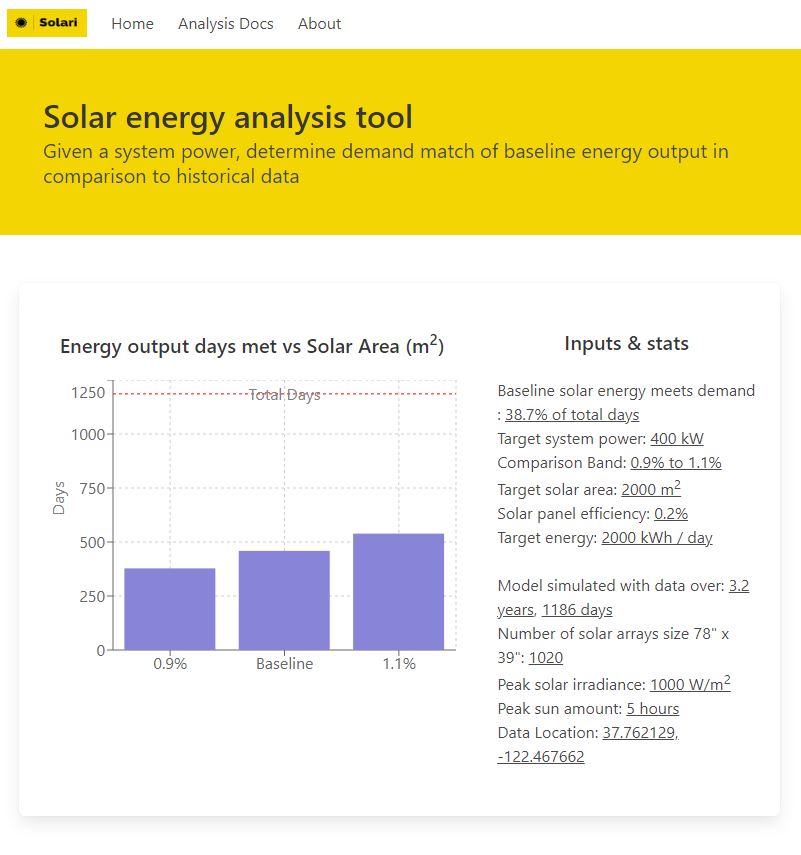 Solari
Home Analysis Docs About
Solar energy analysis tool
Given a system power, determine demand match of baseline energy output in
comparison to historical data
Energy output days met vs Solar Area (m²)
Total Days
1250
1000
750
500
250
0
Days
0.9% Baseline 1.1%
Inputs & stats
Baseline solar energy meets demand
: 38.7% of total days
Target system power: 400 kW
Comparison Band: 0.9% to 1.1%
Target solar area: 2000 m²
Solar panel efficiency: 0.2%
Target energy: 2000 kWh / day
Model simulated with data over: 3.2
years, 1186 days
Number of solar arrays size 78" x
39": 1020
Peak solar irradiance: 1000 W/m²
Peak sun amount: 5 hours
Data Location: 37.762129,
-122.467662